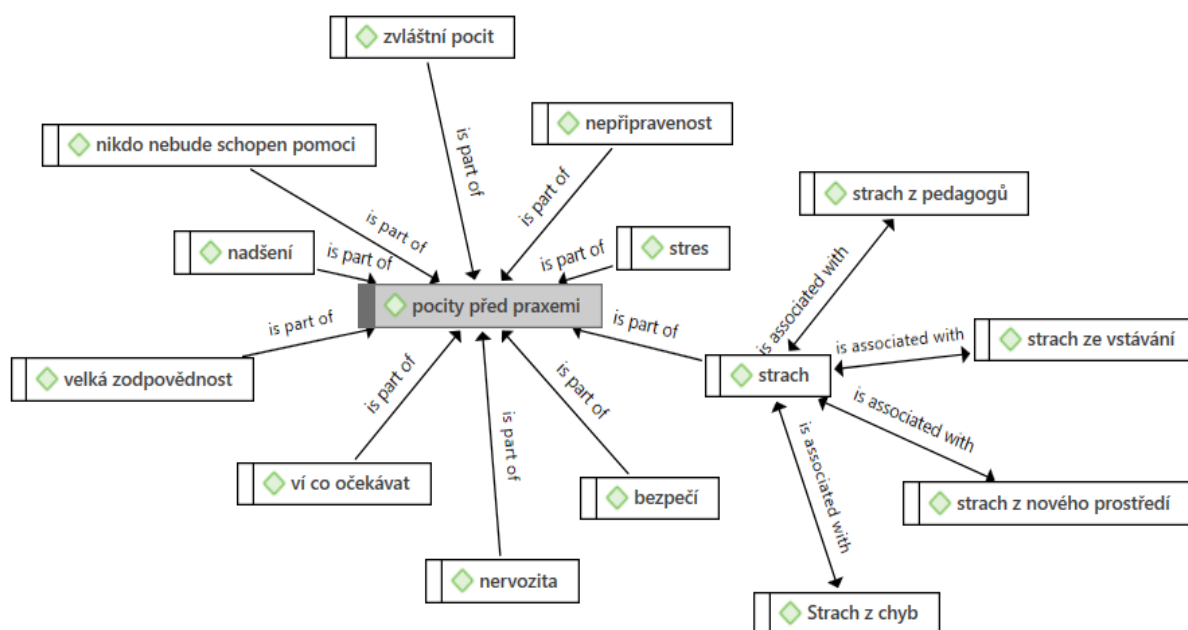 zvláštní pocit
is part of
nepřipravenost
is part of
nikdo nebude schopen pomoci
is part of
strach z pedagogů
is associated with
nadšení
is part of
stres
is part of
pocity před praxemi
is part of
velká zodpovědnost
is part of
strach
is associated with
strach ze vstávání
is associated with
strach z nového prostředí
is part of
ví co očekávat
is part of
bezpečí
is part of
nervozita
is associated with
Strach z chyb